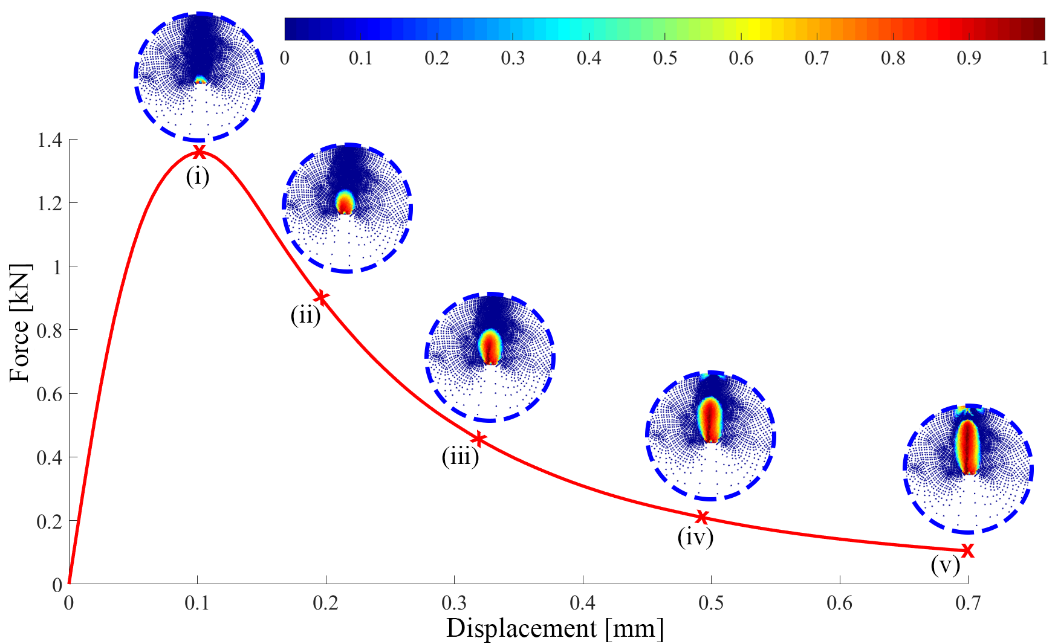 0 0.1 0.2 0.3 0.4 0.5 0.6 0.7 0.8 0.9 1
1.4
1.2
1
0.8
0.6
0.4
0.2
0
Force [kN]
(i)
(ii)
(iii)
(iv)
(v)
0 0.1 0.2 0.3 0.4 0.5 0.6 0.7
Displacement [mm]